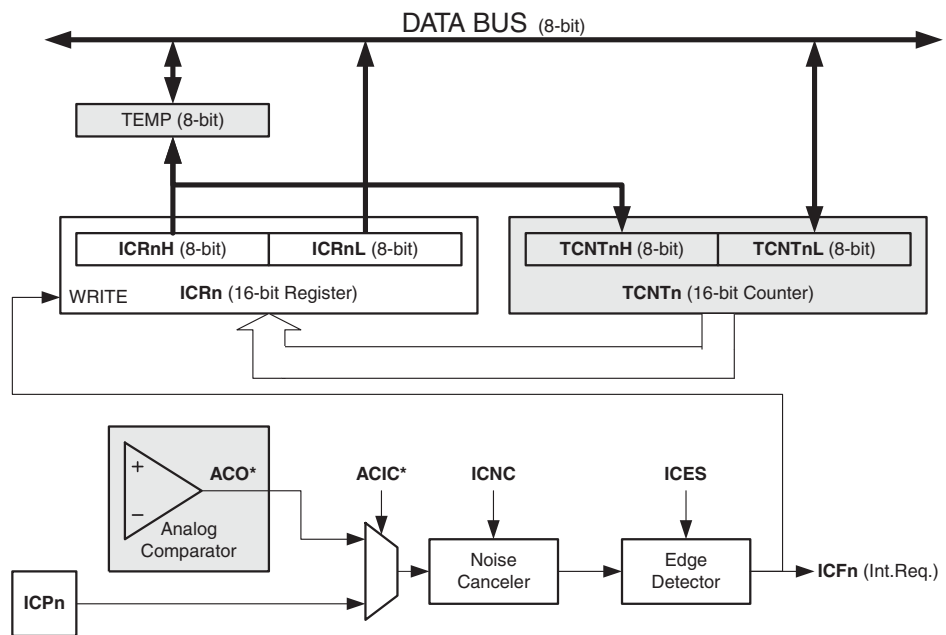 DATA BUS (8-bit)
TEMP (8-bit)
ICRnH (8-bit)
ICRnL (8-bit)
TCNTnH (8-bit)
TCNTnL (8-bit)
WRITE
ICRn (16-bit Register)
TCNTn (16-bit Counter)
+
−
ACO*
Analog
Comparator
ACIC*
ICNC
ICES
Noise
Canceler
Edge
Detector
ICFn (Int.Req.)
ICPn